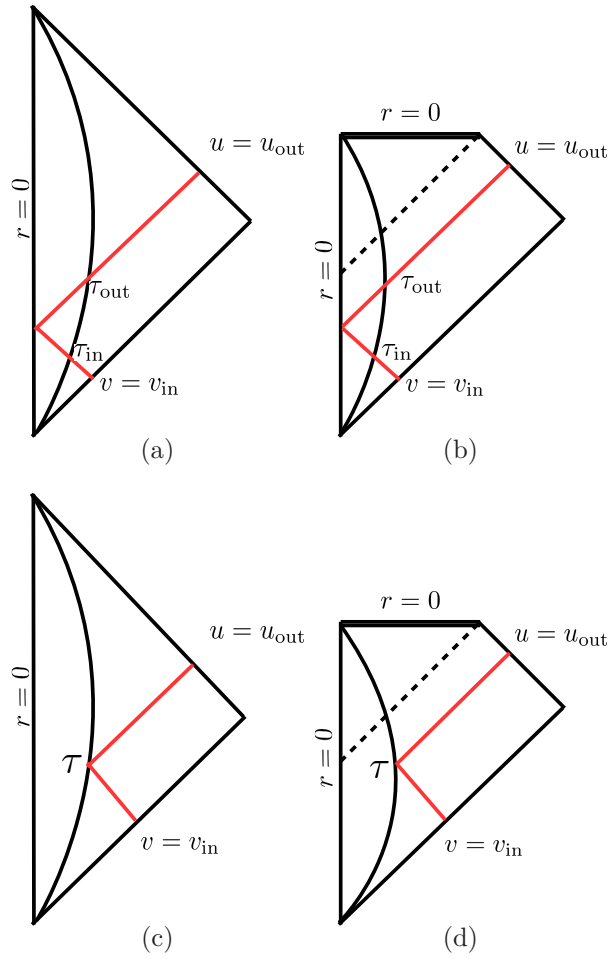 u = u_out
r = 0
τ_out
τ_in
v = v_in
(a)
r = 0
u = u_out
r = 0
τ_out
τ_in
v = v_in
(b)
u = u_out
r = 0
τ
v = v_in
(c)
r = 0
u = u_out
r = 0
τ
v = v_in
(d)